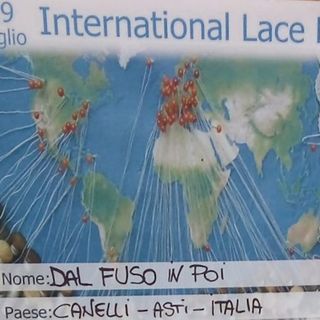 9
International Lace
glio
Nome: DAL FUSO IN POI
Paese: CANELLI - ASTI - ITALIA